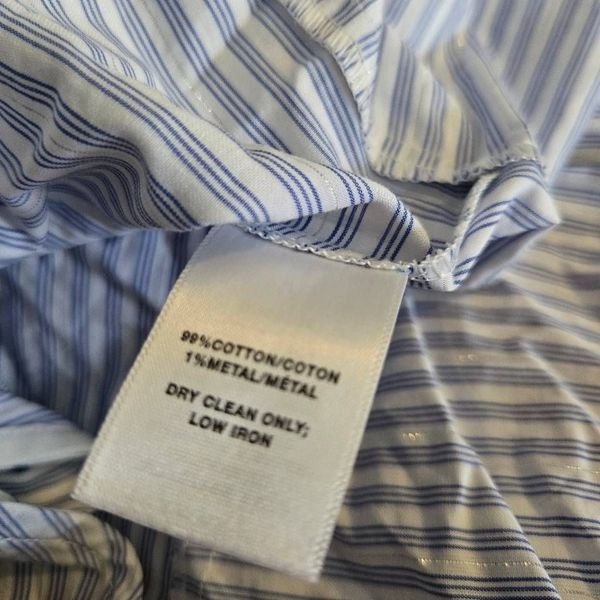 99%COTTON/COTON
1%METAL/MÉTAL
DRY CLEAN ONLY;
LOW IRON